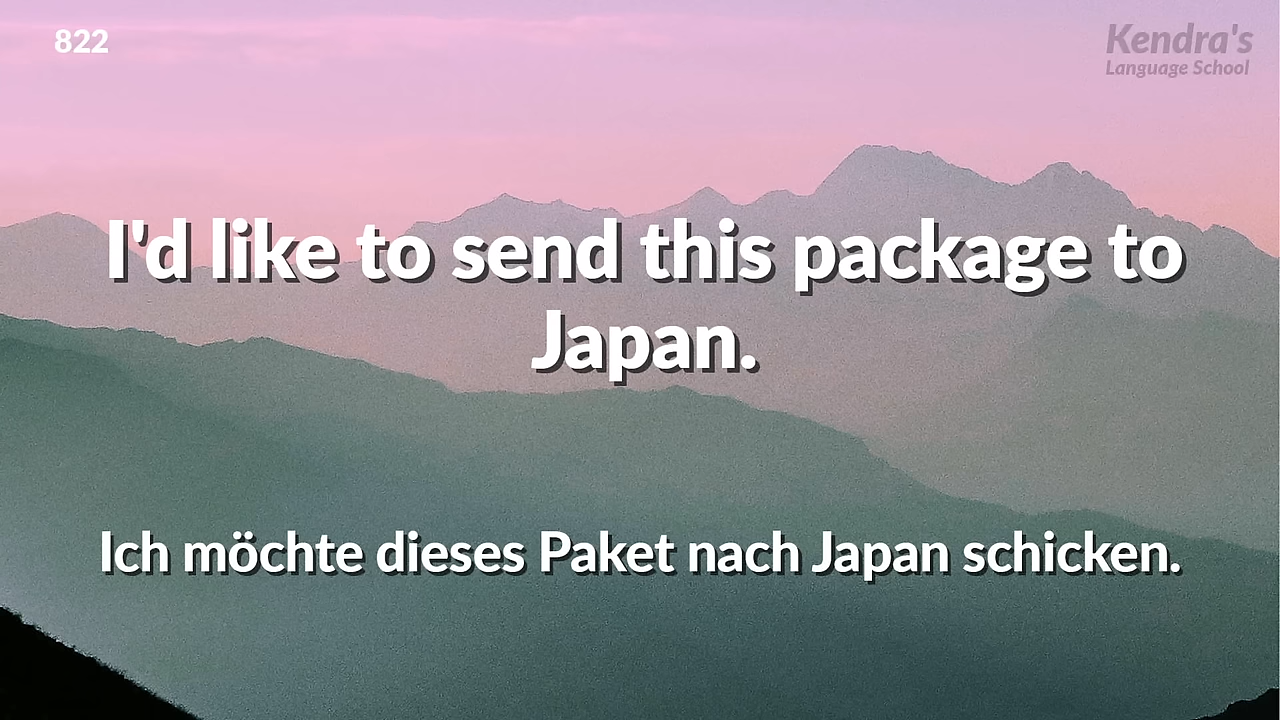 822
Kendra's
Language School
I'd like to send this package to
Japan.
Ich möchte dieses Paket nach Japan schicken.